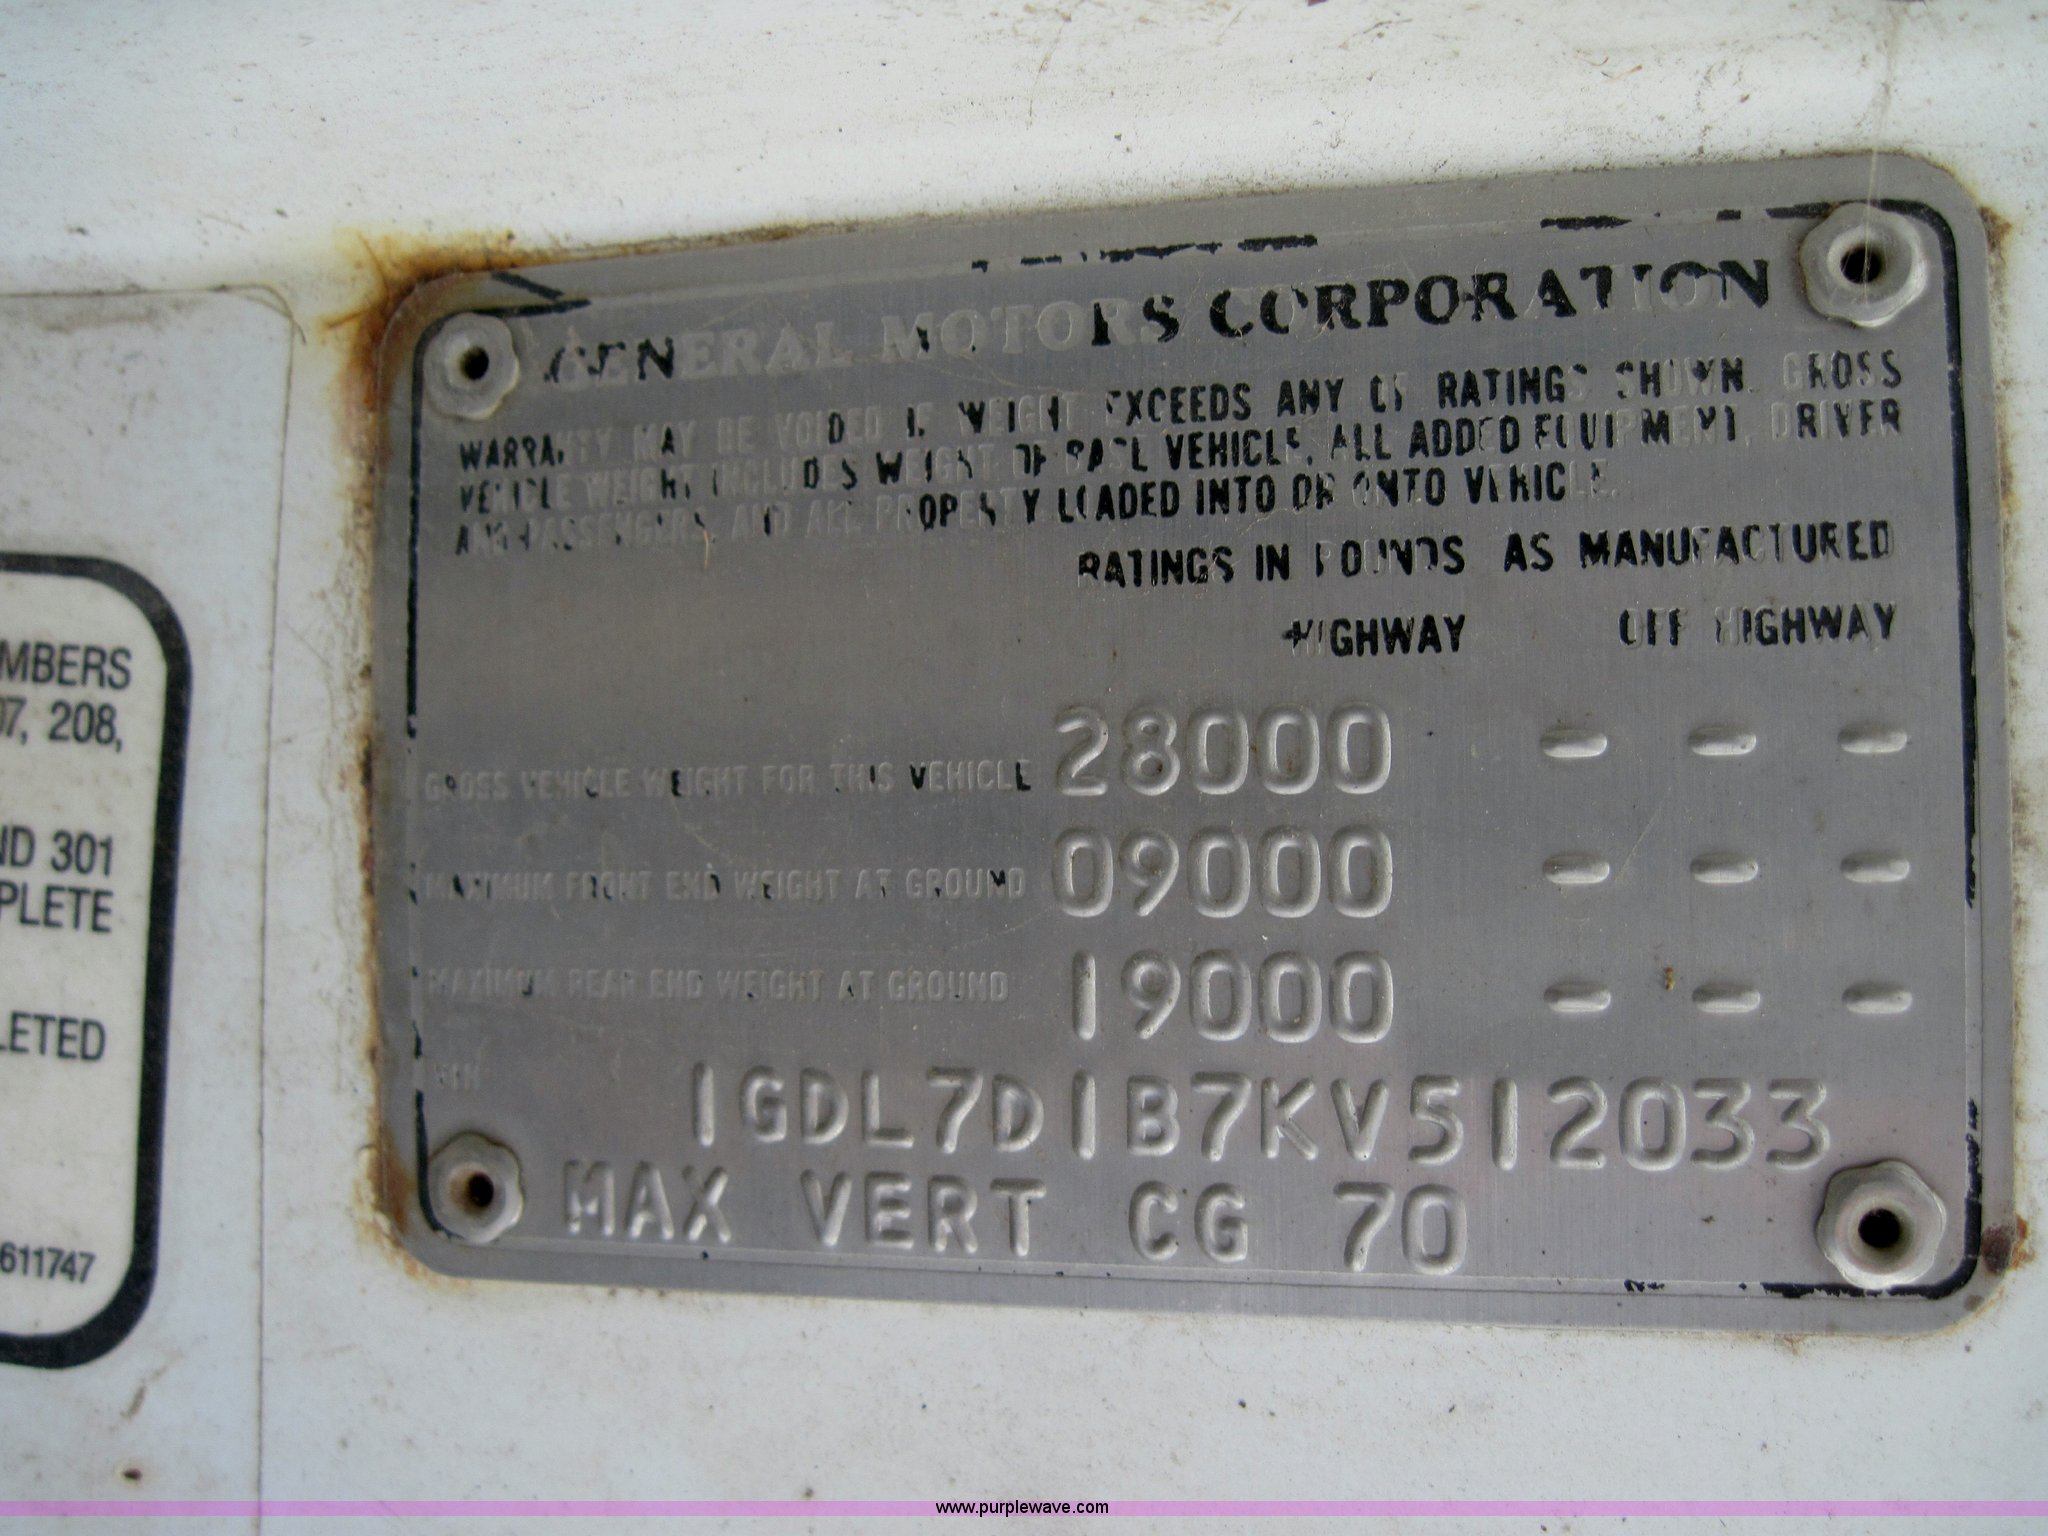 GENERAL MOTORS CORPORATION
WARRANTY MAY BE VOIDED IF WEIGHT EXCEEDS ANY OF RATINGS SHOWN. GROSS
VEHICLE WEIGHT INCLUDES WEIGHT OF BASE VEHICLE, ALL ADDED EQUIPMENT, DRIVER
AND PASSENGERS, AND ALL PROPERTY LOADED INTO OR ONTO VEHICLE.
RATINGS IN POUNDS AS MANUFACTURED
HIGHWAY OFF HIGHWAY
GROSS VEHICLE WEIGHT FOR THIS VEHICLE 28000 - - -
MAXIMUM FRONT END WEIGHT AT GROUND 09000 - - -
MAXIMUM REAR END WEIGHT AT GROUND 19000 - - -
VIN 1GDL7D1B7KV512033
MAX VERT CG 70
MBERS
07, 208,
ND 301
PLETE
LETED
611747
www.purplewave.com